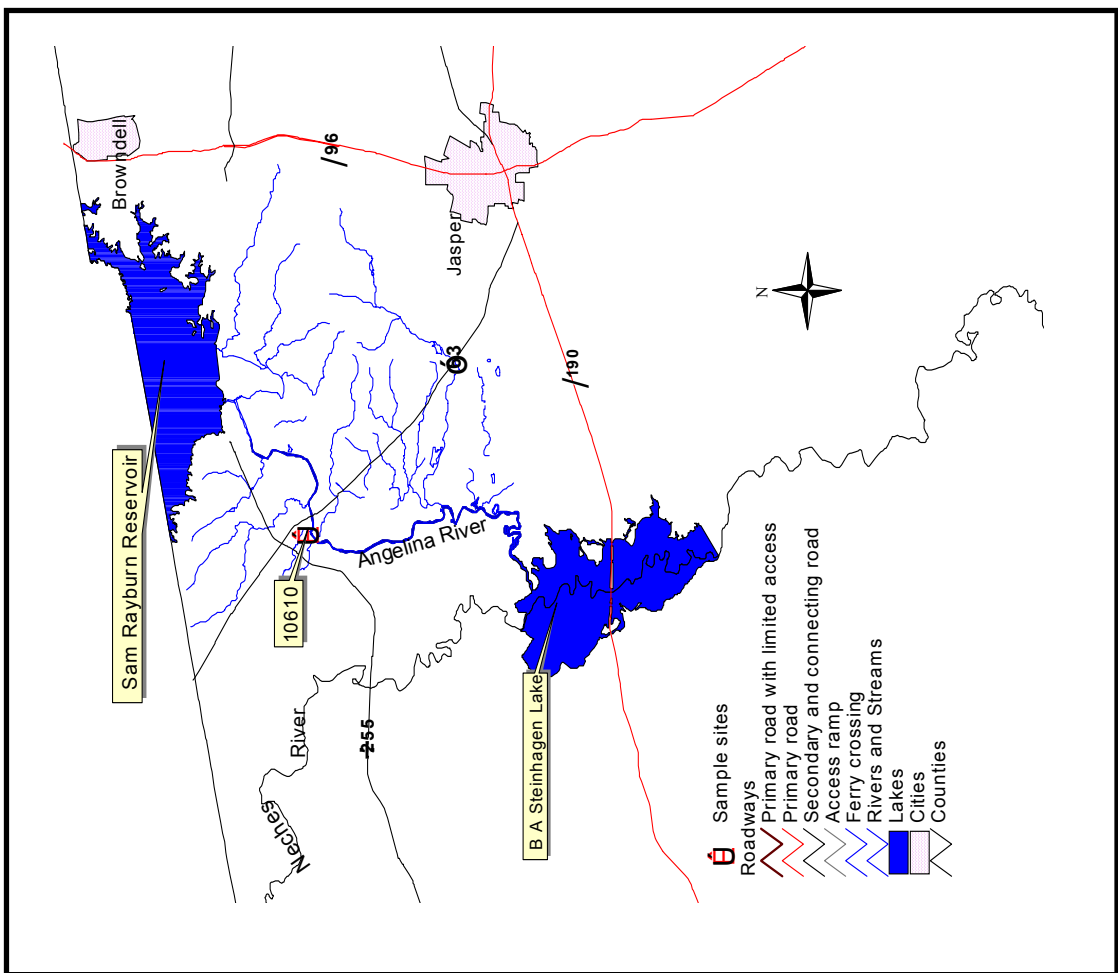 Browndell
Sam Rayburn Reservoir
96
Jasper
63
10610
Angelina River
190
N
River
255
Neches
B A Steinhagen Lake
Sample sites
Roadways
Primary road with limited access
Primary road
Secondary and connecting road
Access ramp
Ferry crossing
Rivers and Streams
Lakes
Cities
Counties